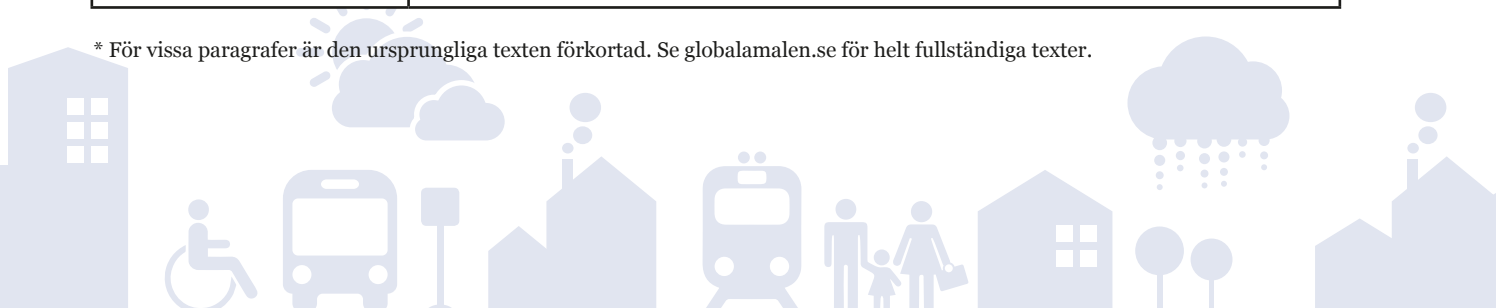 * För vissa paragrafer är den ursprungliga texten förkortad. Se globalamalen.se för helt fullständiga texter.